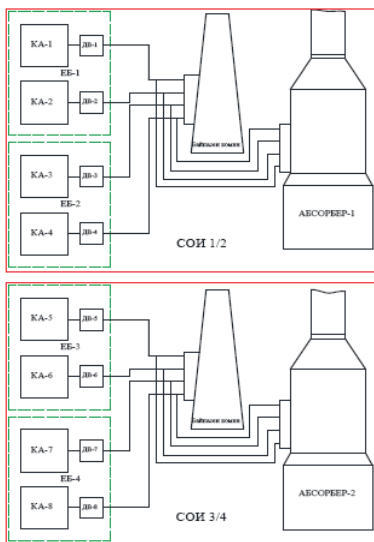 КА-1
ДВ-1
ЕБ-1
КА-2
ДВ-2
КА-3
ДВ-3
ЕБ-2
КА-4
ДВ-4
Байпасен комин
АБСОРБЕР-1
СОИ 1/2
КА-5
ДВ-5
ЕБ-3
КА-6
ДВ-6
КА-7
ДВ-7
ЕБ-4
КА-8
ДВ-8
Байпасен комин
АБСОРБЕР-2
СОИ 3/4